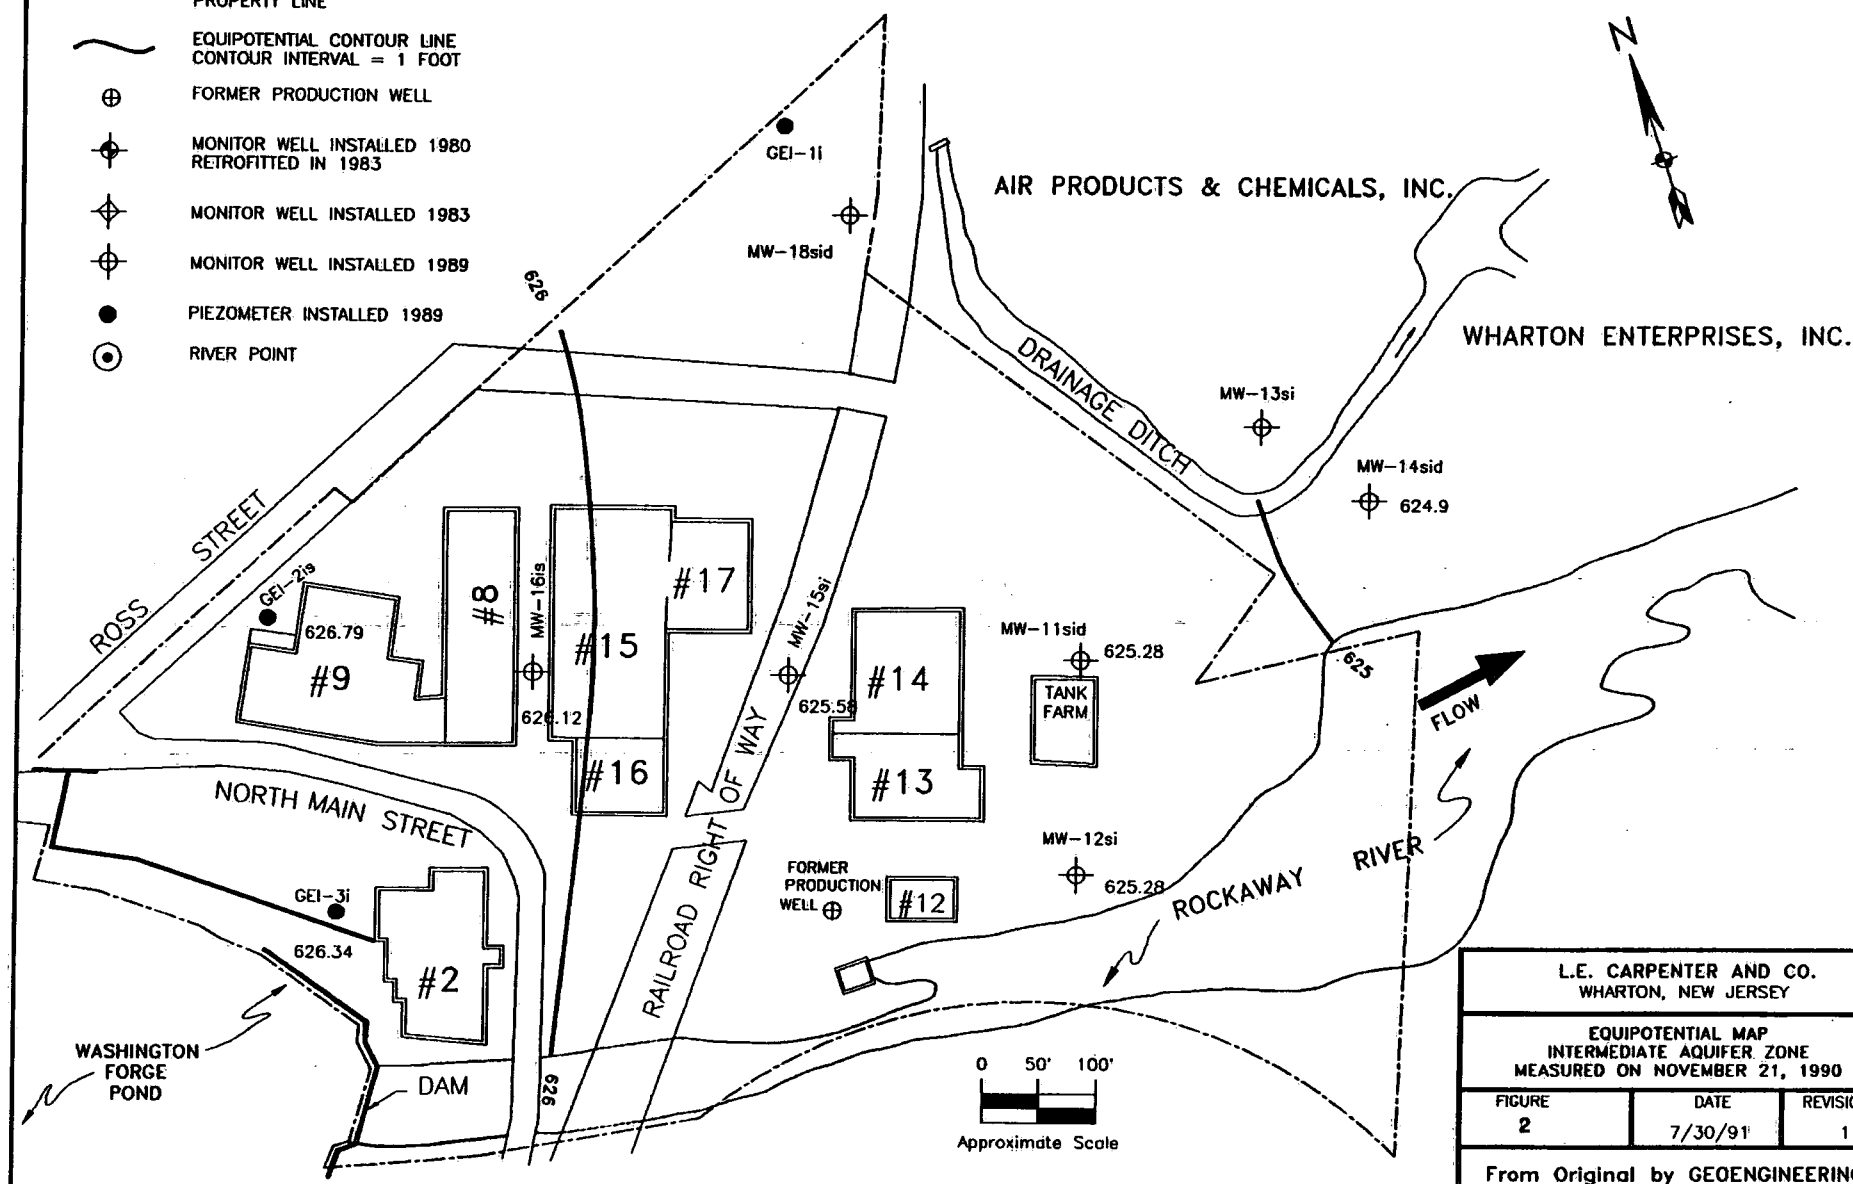 PROPERTY LINE
EQUIPOTENTIAL CONTOUR LINE
CONTOUR INTERVAL = 1 FOOT
FORMER PRODUCTION WELL
MONITOR WELL INSTALLED 1980
RETROFITTED IN 1983
MONITOR WELL INSTALLED 1983
MONITOR WELL INSTALLED 1989
PIEZOMETER INSTALLED 1989
RIVER POINT
N
GEI-1i
MW-18sid
AIR PRODUCTS & CHEMICALS, INC.
WHARTON ENTERPRISES, INC.
626
DRAINAGE DITCH
MW-13si
MW-14sid
624.9
ROSS STREET
GEI-2is
626.79
#9
#8
MW-16is
626.12
#15
#17
#16
MW-15si
625.58
#14
#13
MW-11sid
625.28
TANK
FARM
625
FLOW
NORTH MAIN STREET
RAILROAD RIGHT OF WAY
FORMER
PRODUCTION
WELL
#12
MW-12si
625.28
ROCKAWAY RIVER
GEI-3i
626.34
#2
WASHINGTON
FORGE
POND
DAM
626
0 50' 100'
Approximate Scale
L.E. CARPENTER AND CO.
WHARTON, NEW JERSEY
EQUIPOTENTIAL MAP
INTERMEDIATE AQUIFER ZONE
MEASURED ON NOVEMBER 21, 1990
FIGURE
2
DATE
7/30/91
REVISIO
1
From Original by GEOENGINEERING